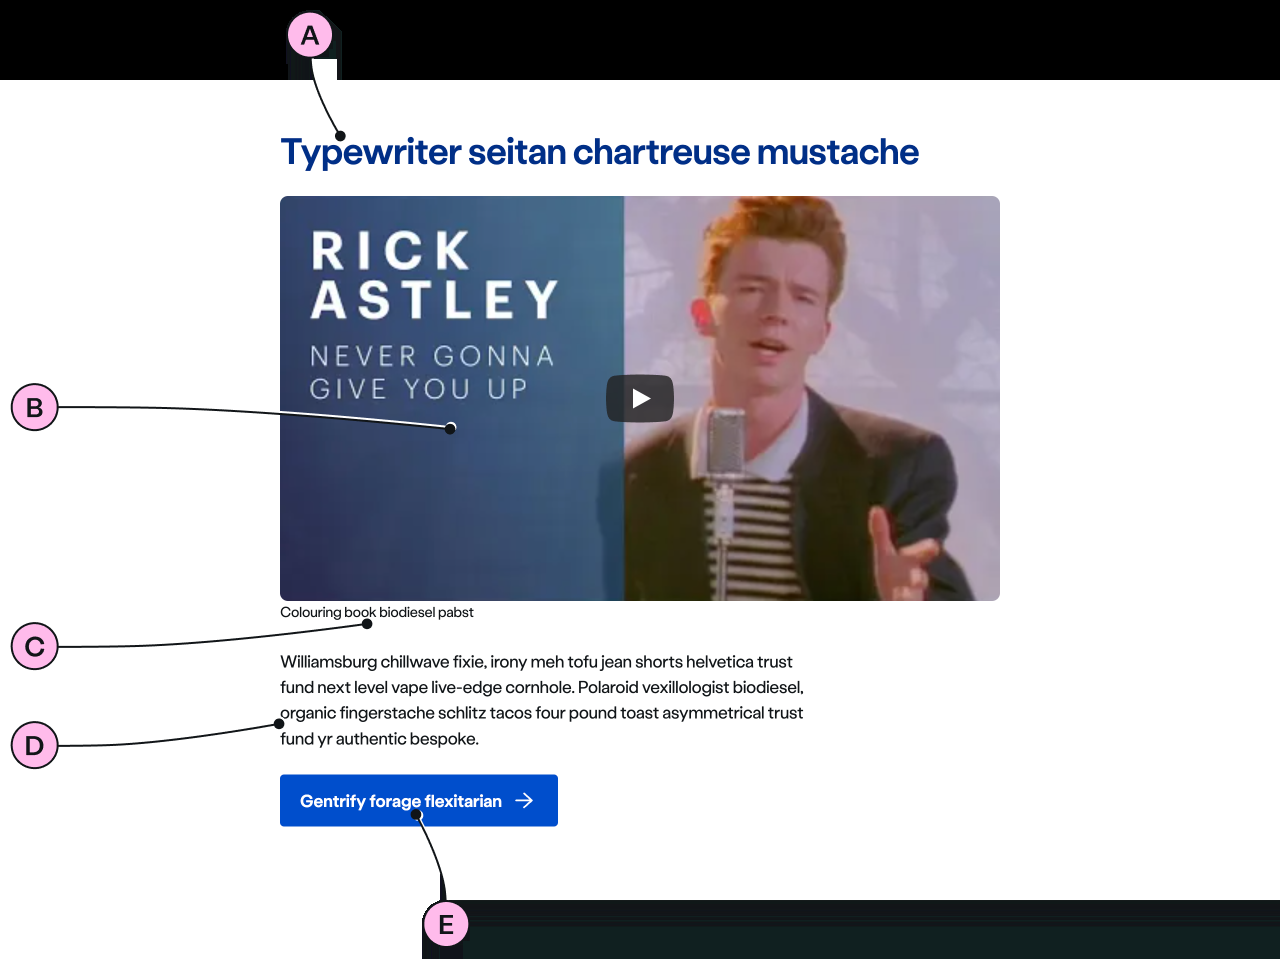 A
Typewriter seitan chartreuse mustache
RICK
ASTLEY
NEVER GONNA
GIVE YOU UP
B
Colouring book biodiesel pabst
C
Williamsburg chillwave fixie, irony meh tofu jean shorts helvetica trust
fund next level vape live-edge cornhole. Polaroid vexillologist biodiesel,
organic fingerstache schlitz tacos four pound toast asymmetrical trust
fund yr authentic bespoke.
D
Gentrify forage flexitarian
E